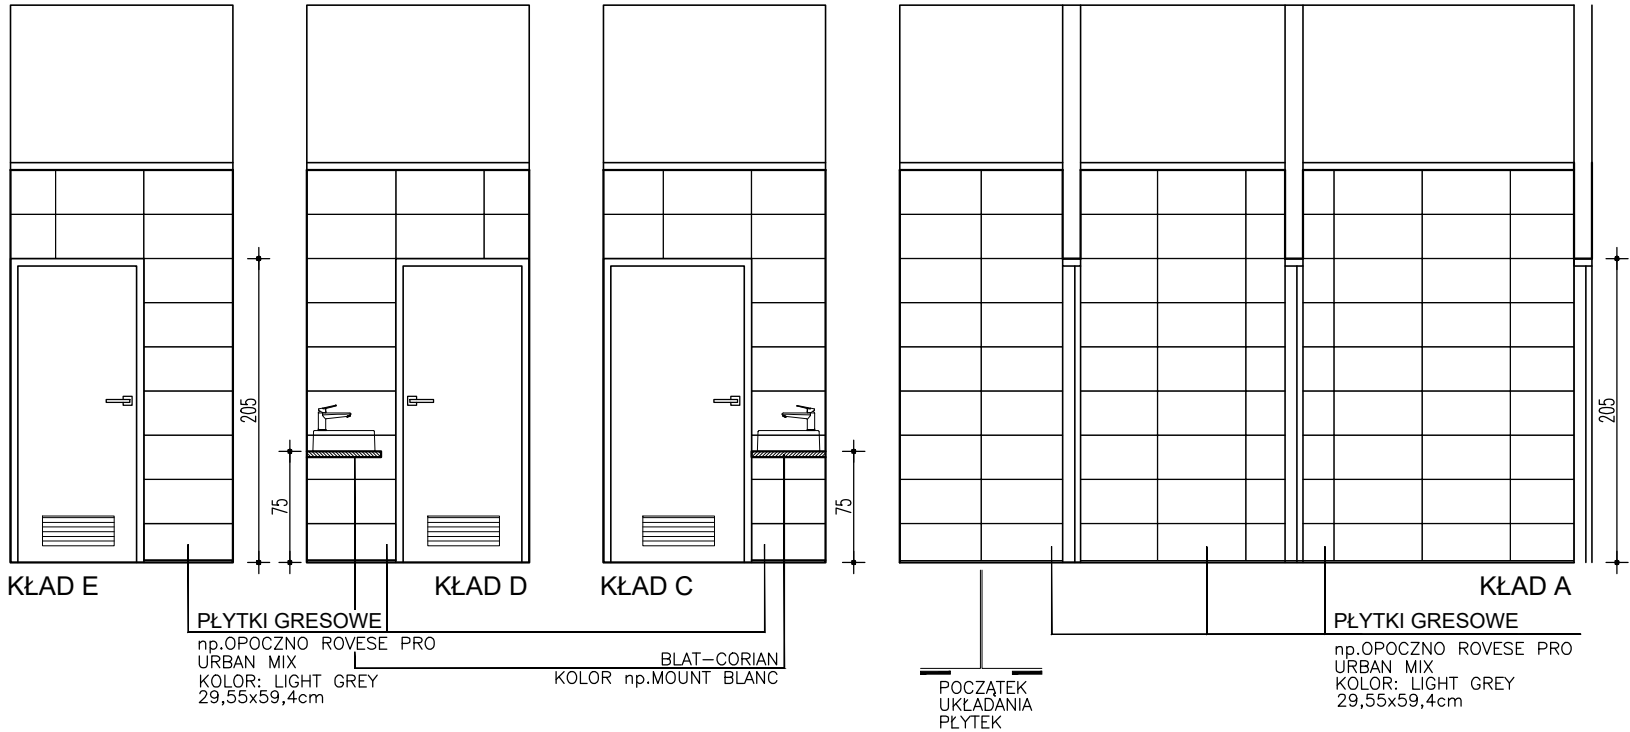 205
75
75
205
KŁAD E
KŁAD D
KŁAD C
KŁAD A
PŁYTKI GRESOWE
np.OPOCZNO ROVESE PRO
URBAN MIX
KOLOR: LIGHT GREY
29,55x59,4cm
BLAT-CORIAN
KOLOR np.MOUNT BLANC
POCZĄTEK
UKŁADANIA
PŁYTEK
PŁYTKI GRESOWE
np.OPOCZNO ROVESE PRO
URBAN MIX
KOLOR: LIGHT GREY
29,55x59,4cm